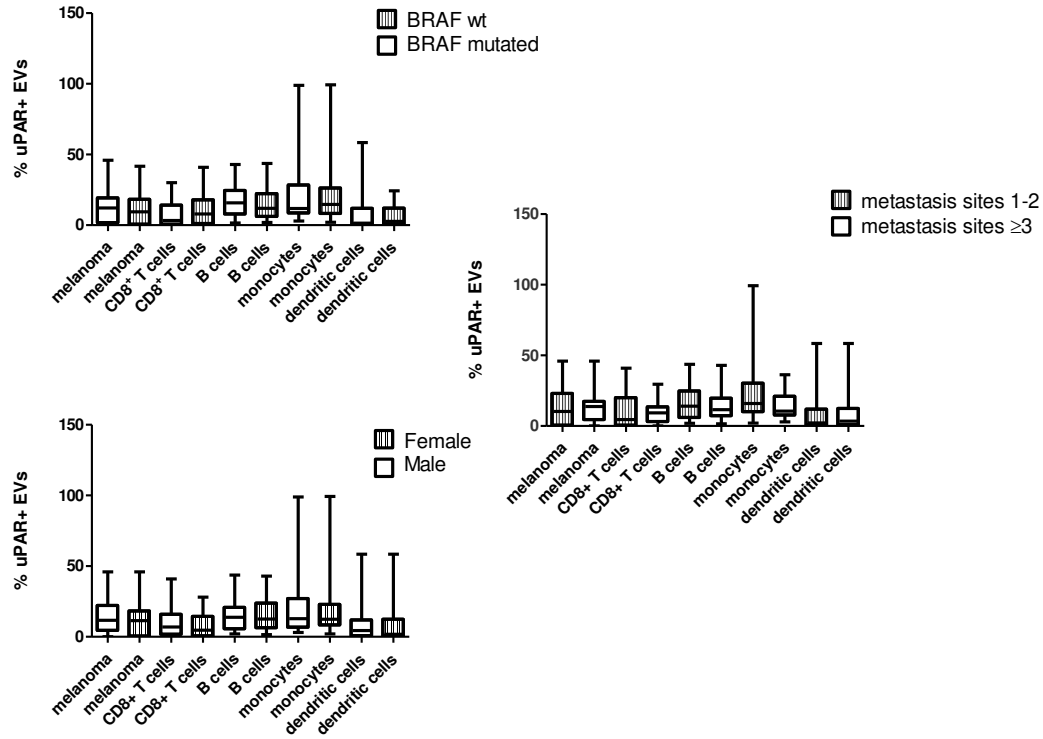 150
100
50
0
% uPAR+ EVs
BRAF wt
BRAF mutated
melanoma
melanoma
CD8⁺ T cells
CD8⁺ T cells
B cells
B cells
monocytes
monocytes
dendritic cells
dendritic cells
150
100
50
0
% uPAR+ EVs
metastasis sites 1-2
metastasis sites ≥3
melanoma
melanoma
CD8+ T cells
CD8+ T cells
B cells
B cells
monocytes
monocytes
dendritic cells
dendritic cells
150
100
50
0
% uPAR+ EVs
Female
Male
melanoma
melanoma
CD8+ T cells
CD8+ T cells
B cells
B cells
monocytes
monocytes
dendritic cells
dendritic cells